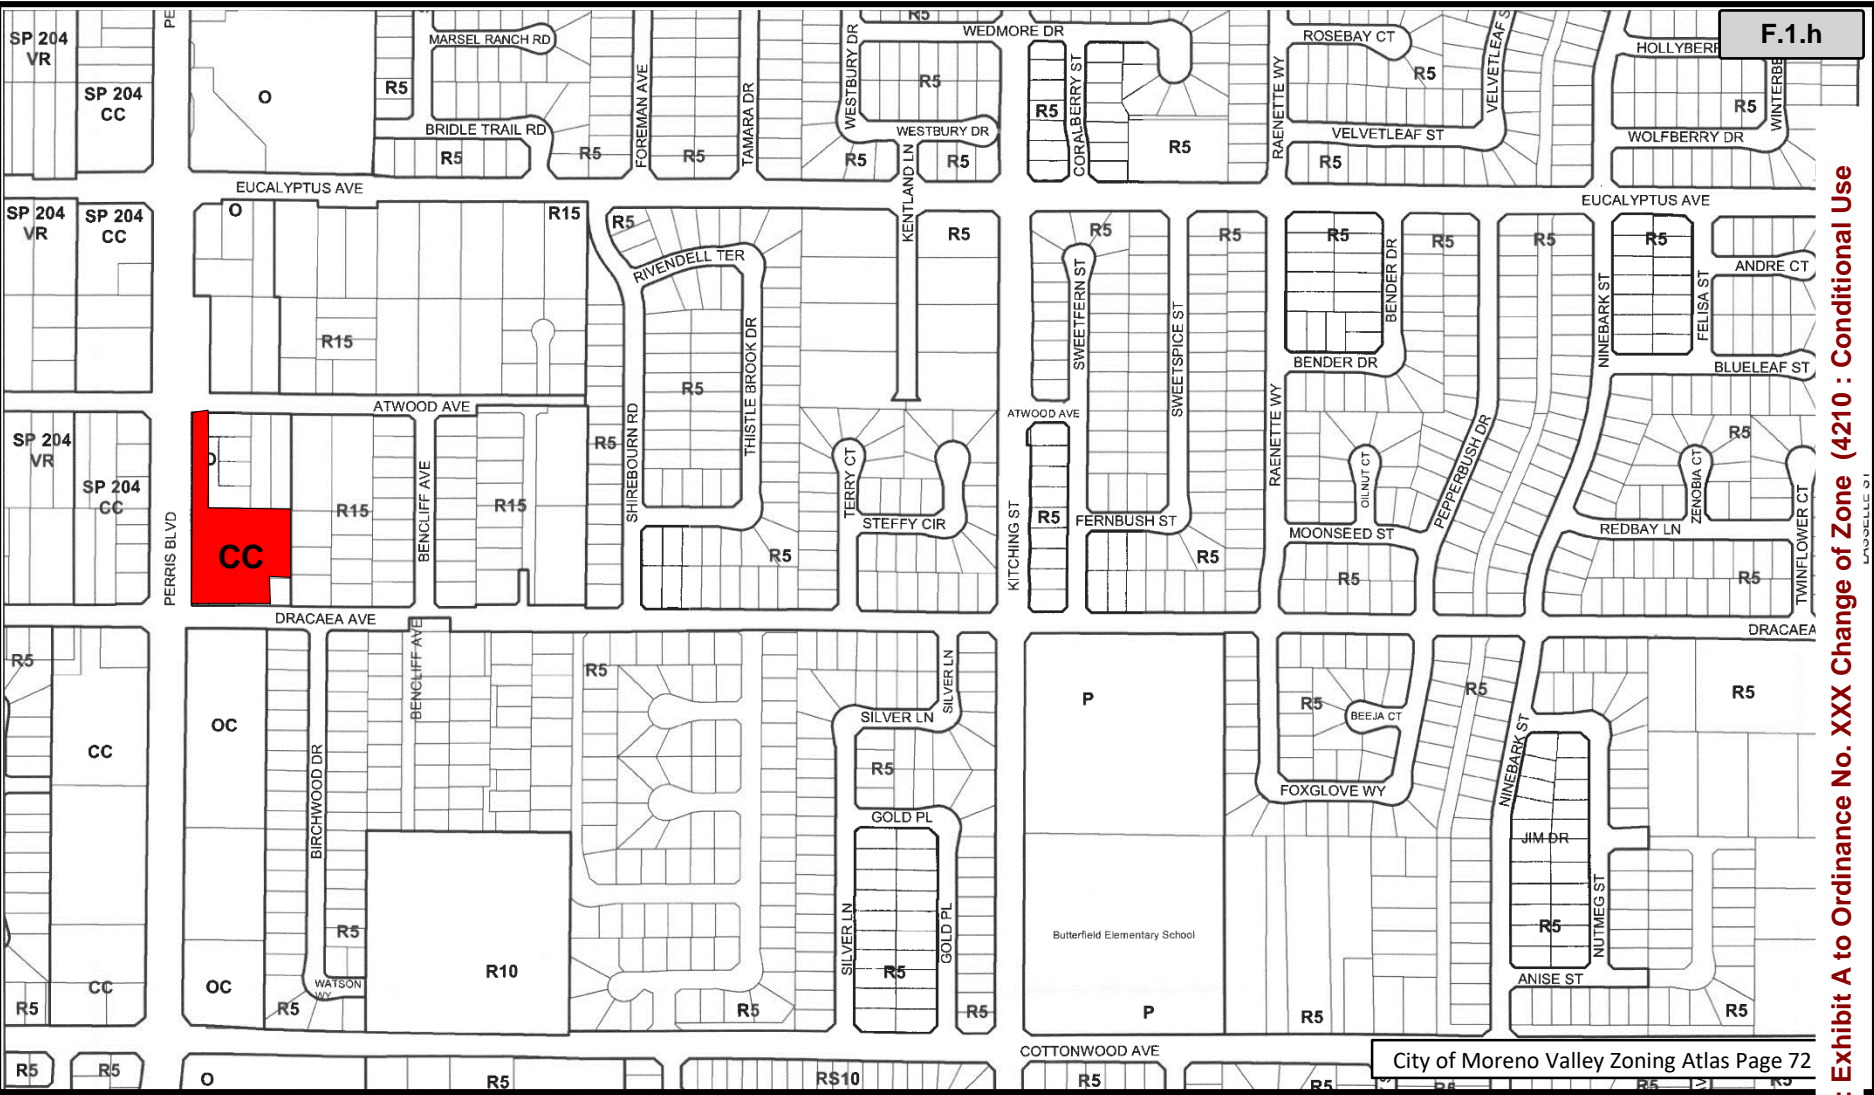 F.1.h
SP 204
VR
SP 204
CC
O
R5
MARSEL RANCH RD
BRIDLE TRAIL RD
R5
R5
FOREMAN AVE
R5
TAMARA DR
WESTBURY DR
R5
R5
WESTBURY DR
R5
R5
KENTLAND LN
WEDMORE DR
R5
CORALBERRY ST
R5
RAENETTE WY
ROSEBAY CT
R5
VELVETLEAF S
VELVETLEAF ST
R5
HOLLYBERR
R5
WINTERBE
WOLFBERRY DR
EUCALYPTUS AVE
EUCALYPTUS AVE
SP 204
VR
SP 204
CC
O
R15
R15
R5
RIVENDELL TER
R5
THISTLE BROOK DR
R5
R5
SWEETFERN ST
R5
SWEETSPICE ST
R5
BENDER DR
BENDER DR
R5
R5
NINEBARK ST
R5
FELISA ST
ANDRE CT
BLUELEAF ST
ATWOOD AVE
ATWOOD AVE
SP 204
VR
SP 204
CC
PERRIS BLVD
O
CC
R15
BENCLIFF AVE
R15
R5
SHIREBOURN RD
R5
TERRY CT
STEFFY CIR
KITCHING ST
R5
FERNBUSH ST
R5
RAENETTE WY
OILNUT CT
MOONSEED ST
R5
PEPPERBUSH DR
R5
ZENOBIA CT
REDBAY LN
R5
TWINFLOWER CT
LASSELLE ST
DRACAEA AVE
DRACAEA
R5
CC
CC
R5
OC
OC
BIRCHWOOD DR
R5
WATSON
WY
R5
BENCLIFF AVE
R10
R5
R5
SILVER LN
SILVER LN
R5
GOLD PL
SILVER LN
GOLD PL
R5
R5
P
Butterfield Elementary School
P
R5
BEEJA CT
FOXGLOVE WY
R5
R5
NINEBARK ST
JIM DR
R5
NUTMEG ST
ANISE ST
R5
R5
COTTONWOOD AVE
R5
R5
O
R5
RS10
R5
R5
R5
R5
R5
City of Moreno Valley Zoning Atlas Page 72
: Exhibit A to Ordinance No. XXX Change of Zone  (4210 : Conditional Use